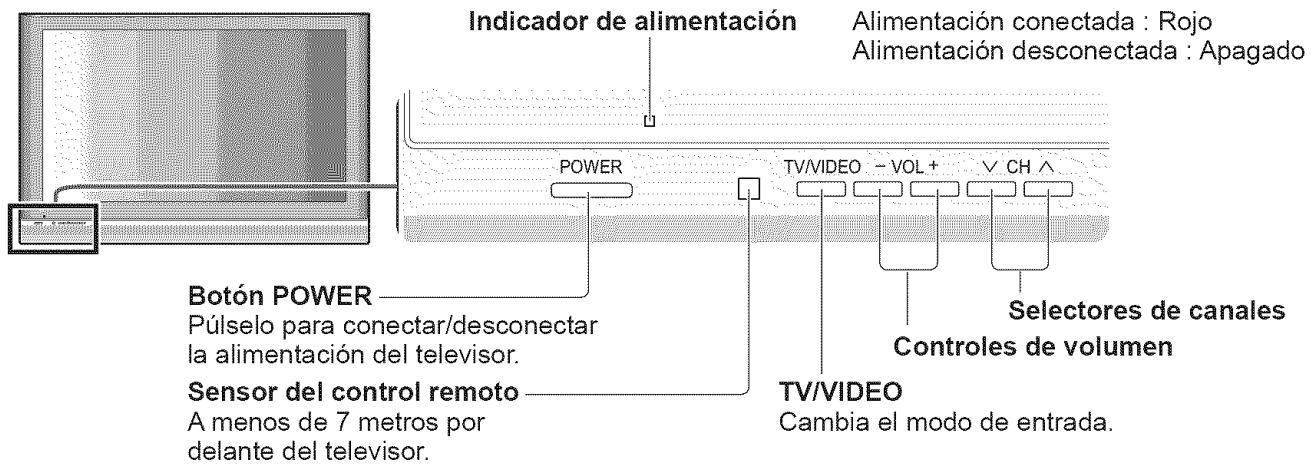 Indicador de alimentación
Alimentación conectada : Rojo
Alimentación desconectada : Apagado
POWER
TV/VIDEO
– VOL +
∨ CH ∧
Botón POWER
Púlselo para conectar/desconectar
la alimentación del televisor.
Sensor del control remoto
A menos de 7 metros por
delante del televisor.
TV/VIDEO
Cambia el modo de entrada.
Controles de volumen
Selectores de canales